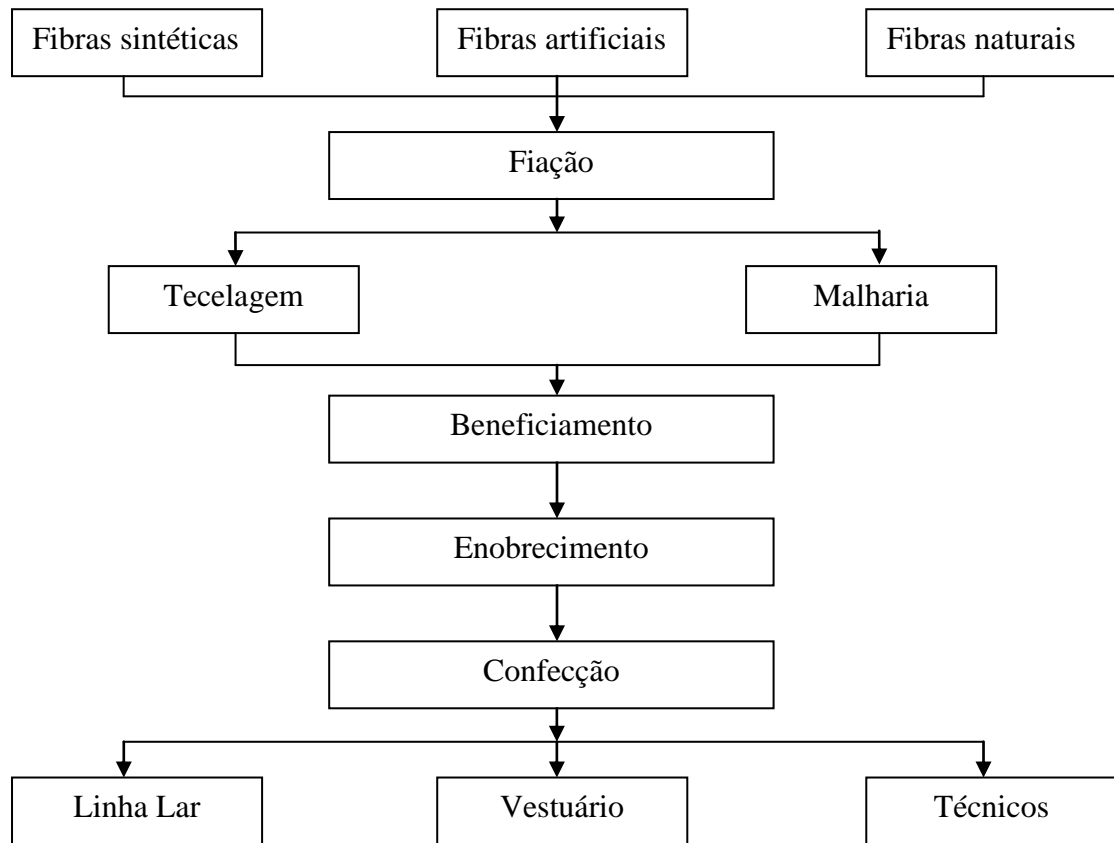 Fibras sintéticas
Fibras artificiais
Fibras naturais
Fiação
Tecelagem
Malharia
Beneficiamento
Enobrecimento
Confecção
Linha Lar
Vestuário
Técnicos